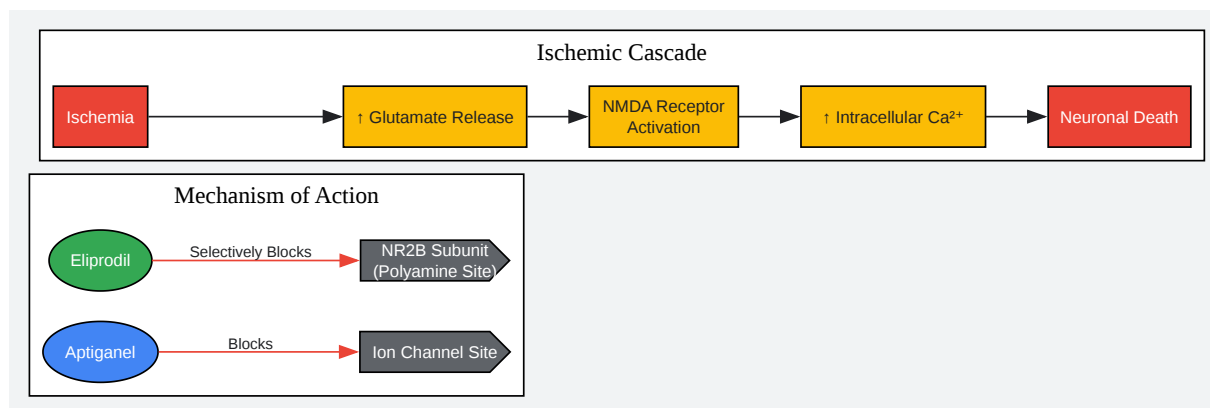 Ischemic Cascade
Ischemia
↑ Glutamate Release
NMDA Receptor
Activation
↑ Intracellular Ca²⁺
Neuronal Death
Mechanism of Action
Eliprodil
Selectively Blocks
NR2B Subunit
(Polyamine Site)
Aptiganel
Blocks
Ion Channel Site